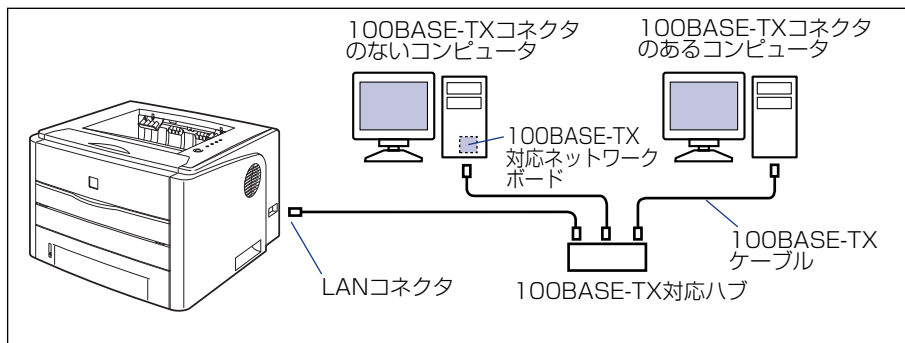 100BASE-TXコネクタ
のないコンピュータ
100BASE-TXコネクタ
のあるコンピュータ
100BASE-TX
対応ネットワーク
ボード
100BASE-TX
ケーブル
LANコネクタ
100BASE-TX対応ハブ